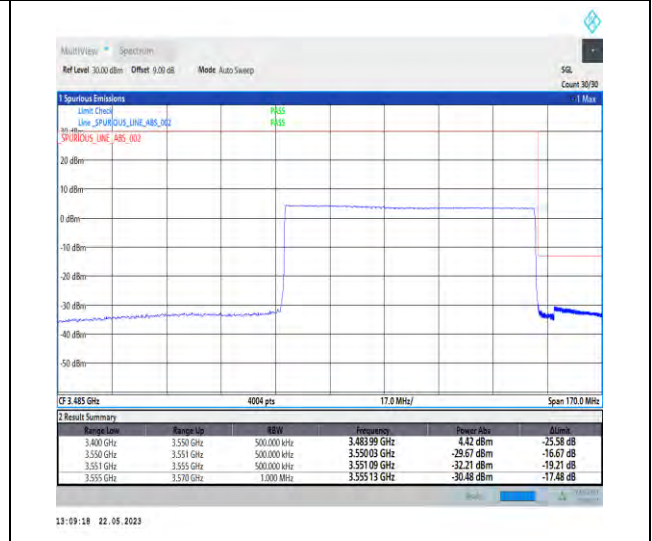 MultiView Spectrum
Ref Level 30.00 dBm Offset 9.00 dB Mode Auto Sweep SGL
Count 30/30
1 Spurious Emissions 1 Max
Limit Check PASS
Line _SPURIOUS_LINE_ABS_002 PASS
30 dBm
_SPURIOUS_LINE_ABS_002
20 dBm
10 dBm
0 dBm
-10 dBm
-20 dBm
-30 dBm
-40 dBm
-50 dBm
CF 3.485 GHz 4004 pts 17.0 MHz/ Span 170.0 MHz
2 Result Summary
Range Low Range Up RBW Frequency Power Abs ΔLimit
3.400 GHz 3.550 GHz 500.000 kHz 3.48399 GHz 4.42 dBm -25.58 dB
3.550 GHz 3.551 GHz 500.000 kHz 3.55003 GHz -29.67 dBm -16.67 dB
3.551 GHz 3.555 GHz 500.000 kHz 3.55109 GHz -32.21 dBm -19.21 dB
3.555 GHz 3.570 GHz 1.000 MHz 3.55513 GHz -30.48 dBm -17.48 dB
13:09:18 22.05.2023